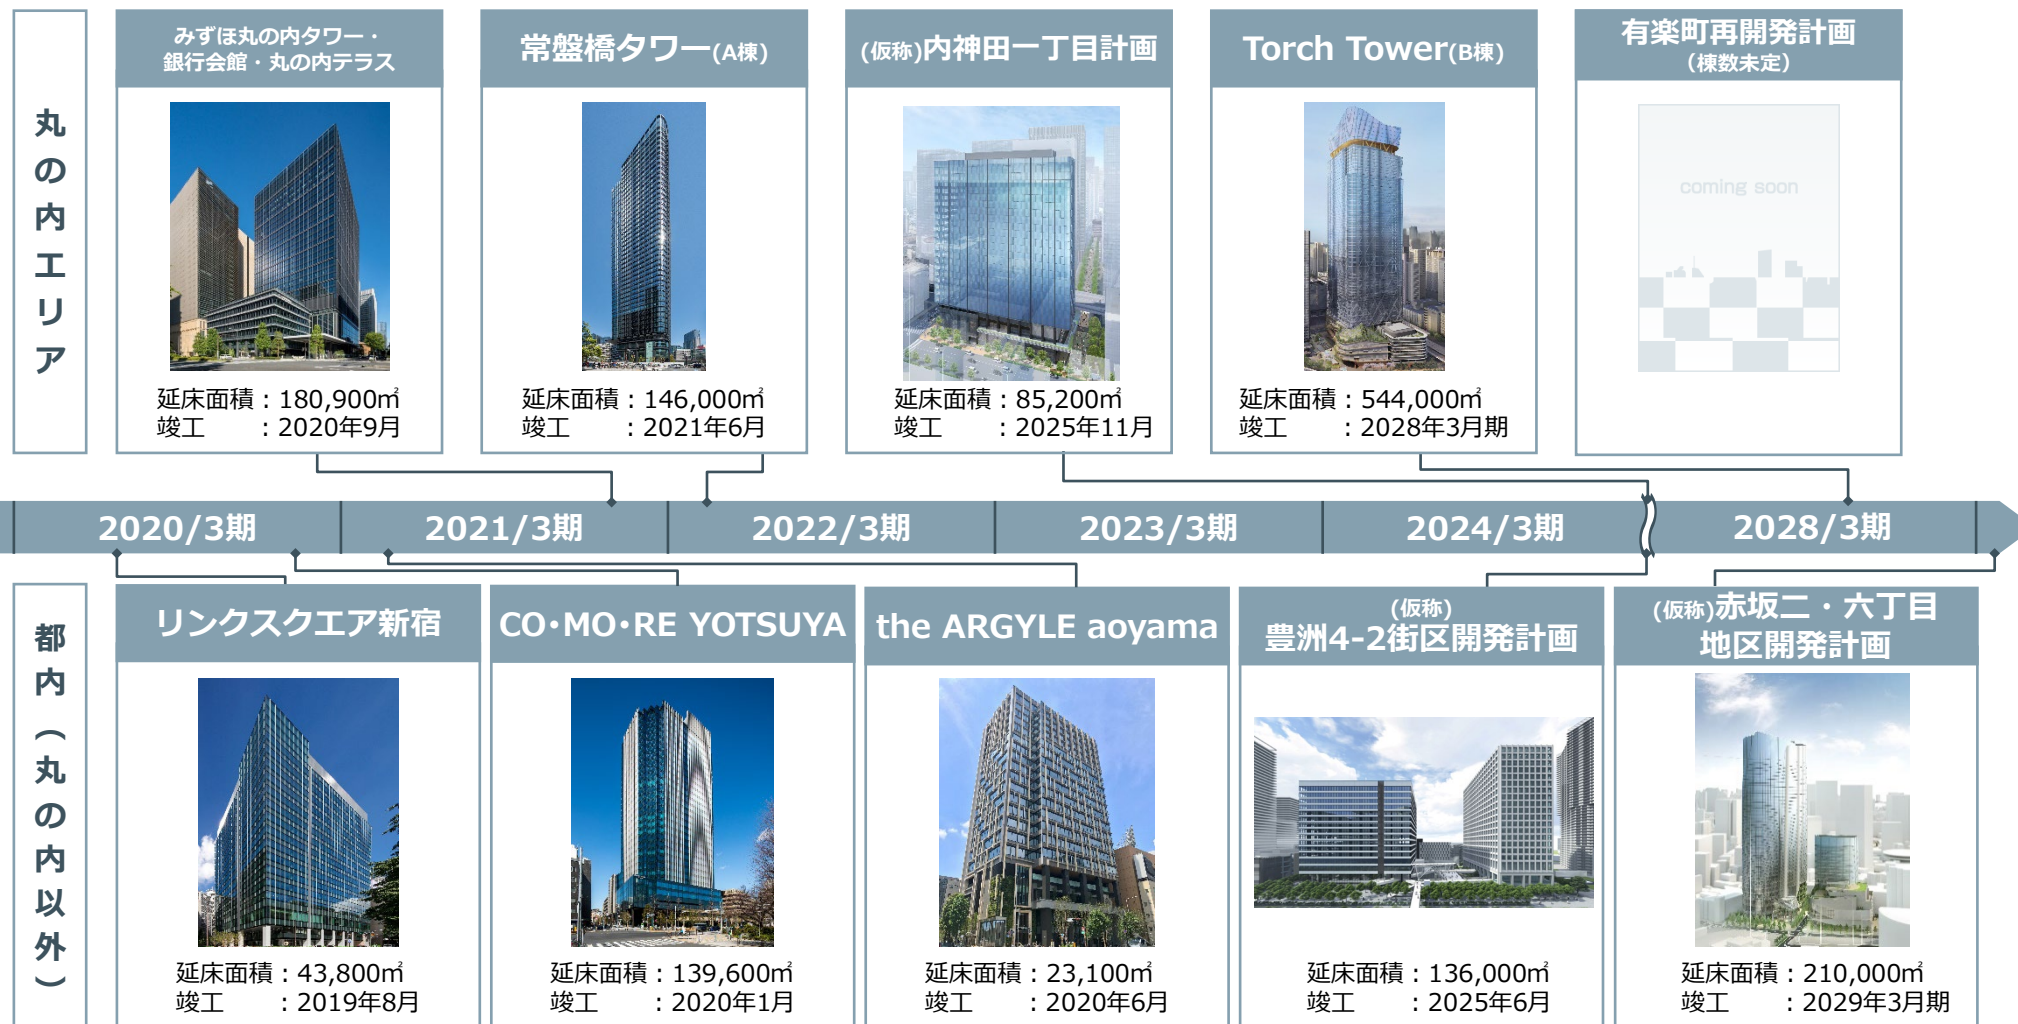 丸の内エリア
みずほ丸の内タワー・
銀行会館・丸の内テラス
延床面積：180,900㎡
竣工　　：2020年9月
常盤橋タワー(A棟)
延床面積：146,000㎡
竣工　　：2021年6月
(仮称)内神田一丁目計画
延床面積：85,200㎡
竣工　　：2025年11月
Torch Tower(B棟)
延床面積：544,000㎡
竣工　　：2028年3月期
有楽町再開発計画
（棟数未定）
coming soon
2020/3期
2021/3期
2022/3期
2023/3期
2024/3期
2028/3期
都内（丸の内以外）
リンクスクエア新宿
延床面積：43,800㎡
竣工　　：2019年8月
CO・MO・RE YOTSUYA
延床面積：139,600㎡
竣工　　：2020年1月
the ARGYLE aoyama
延床面積：23,100㎡
竣工　　：2020年6月
(仮称)
豊洲4-2街区開発計画
延床面積：136,000㎡
竣工　　：2025年6月
(仮称)赤坂二・六丁目
地区開発計画
延床面積：210,000㎡
竣工　　：2029年3月期